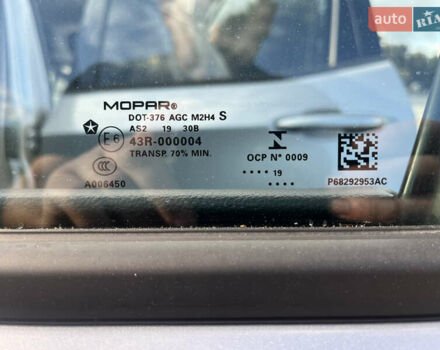 auto RIA
MOPAR®
DOT-376 AGC M2H4 S
AS2 19 30B
E6 43R-000004
TRANSP. 70% MIN.
A006450
OCP Nº 0009
•••• 19
•••• ••••
P68292953AC